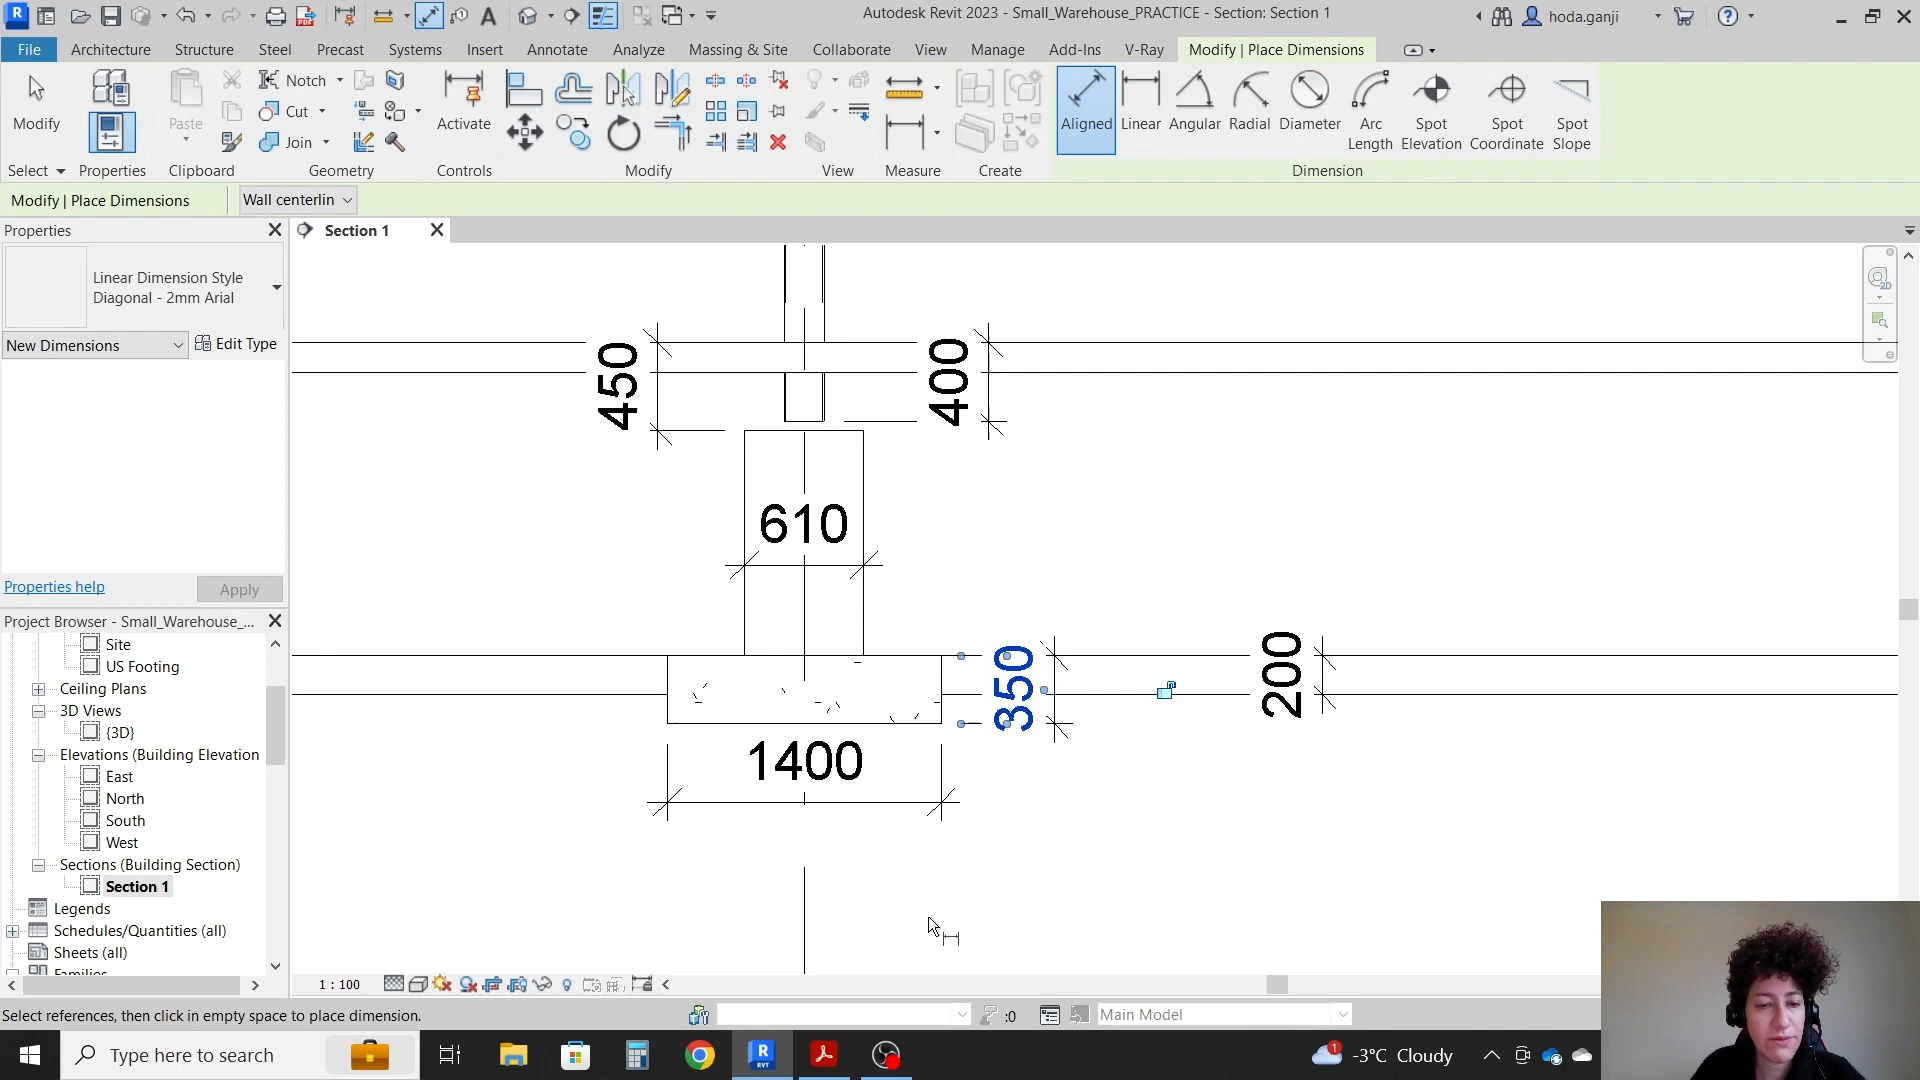 Autodesk Revit 2023 - Small_Warehouse_PRACTICE - Section: Section 1
hoda.ganji
File
Architecture
Structure
Steel
Precast
Systems
Insert
Annotate
Analyze
Massing & Site
Collaborate
View
Manage
Add-Ins
V-Ray
Modify | Place Dimensions
Modify
Paste
Notch
Cut
Join
Activate
Aligned
Linear
Angular
Radial
Diameter
Arc Length
Spot Elevation
Spot Coordinate
Spot Slope
Select
Properties
Clipboard
Geometry
Controls
Modify
View
Measure
Create
Dimension
Modify | Place Dimensions
Wall centerlin
Properties
Section 1
Linear Dimension Style
Diagonal - 2mm Arial
New Dimensions
Edit Type
Properties help
Apply
Project Browser - Small_Warehouse_...
Site
US Footing
Ceiling Plans
3D Views
{3D}
Elevations (Building Elevation
East
North
South
West
Sections (Building Section)
Section 1
Legends
Schedules/Quantities (all)
Sheets (all)
Families
450
400
610
350
200
1400
2D
1 : 100
Select references, then click in empty space to place dimension.
:0
Main Model
Type here to search
R
RVT
1
-3°C Cloudy